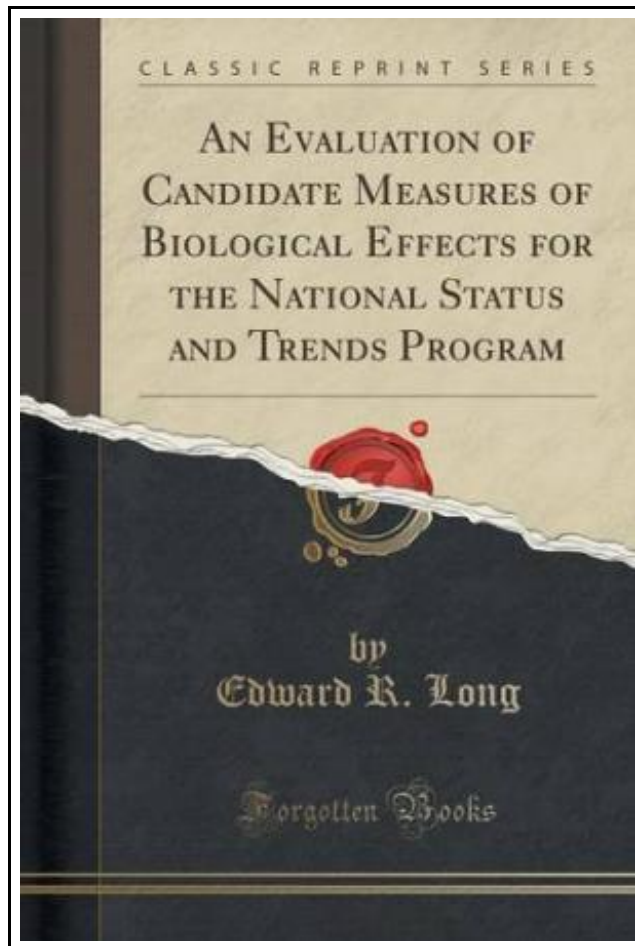 CLASSIC REPRINT SERIES
AN EVALUATION OF
CANDIDATE MEASURES OF
BIOLOGICAL EFFECTS FOR
THE NATIONAL STATUS
AND TRENDS PROGRAM
by
Edward R. Long
Forgotten Books